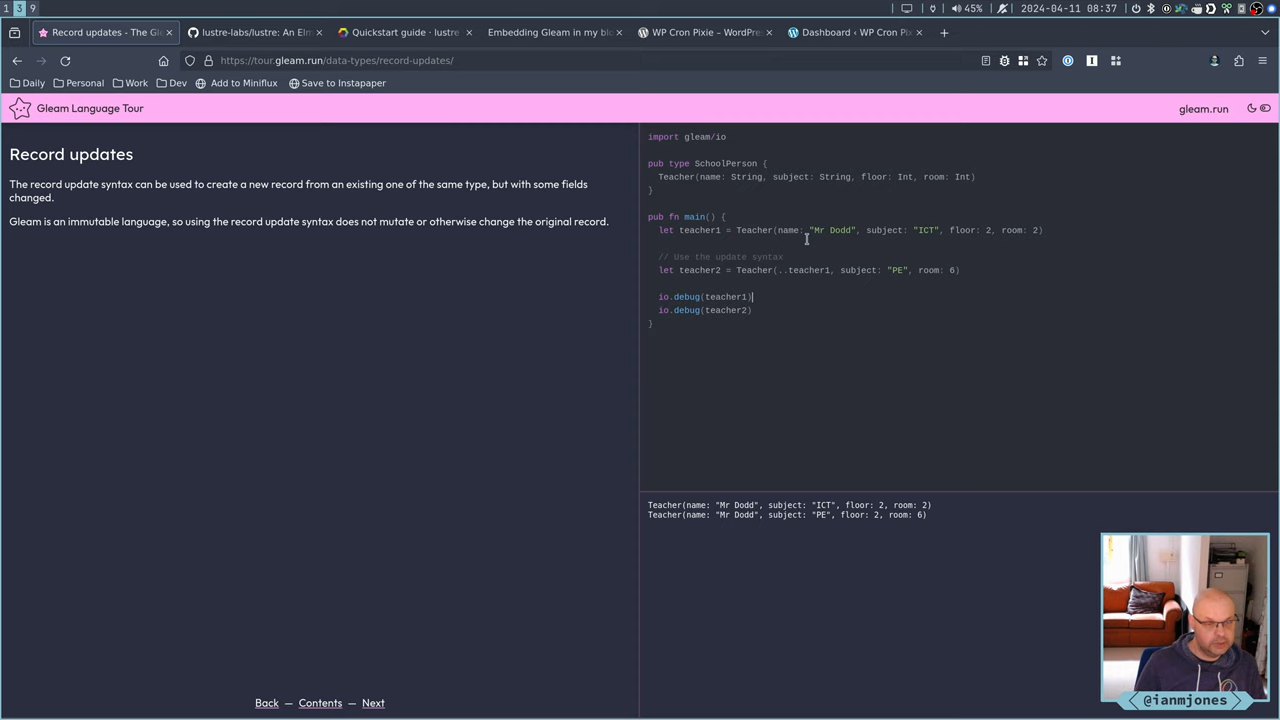 1 3 9
45% 2024-04-11 08:37
Record updates - The Gl
lustre-labs/lustre: An Elm
Quickstart guide · lustre
Embedding Gleam in my blo
WP Cron Pixie – WordPres
Dashboard ‹ WP Cron Pix
https://tour.gleam.run/data-types/record-updates/
Daily Personal Work Dev Add to Miniflux Save to Instapaper
Gleam Language Tour
gleam.run
Record updates
The record update syntax can be used to create a new record from an existing one of the same type, but with some fields
changed.
Gleam is an immutable language, so using the record update syntax does not mutate or otherwise change the original record.
Back — Contents — Next
import gleam/io
pub type SchoolPerson {
  Teacher(name: String, subject: String, floor: Int, room: Int)
}
pub fn main() {
  let teacher1 = Teacher(name: "Mr Dodd", subject: "ICT", floor: 2, room: 2)
  // Use the update syntax
  let teacher2 = Teacher(..teacher1, subject: "PE", room: 6)
  io.debug(teacher1)
  io.debug(teacher2)
}
Teacher(name: "Mr Dodd", subject: "ICT", floor: 2, room: 2)
Teacher(name: "Mr Dodd", subject: "PE", floor: 2, room: 6)
@ianmjones